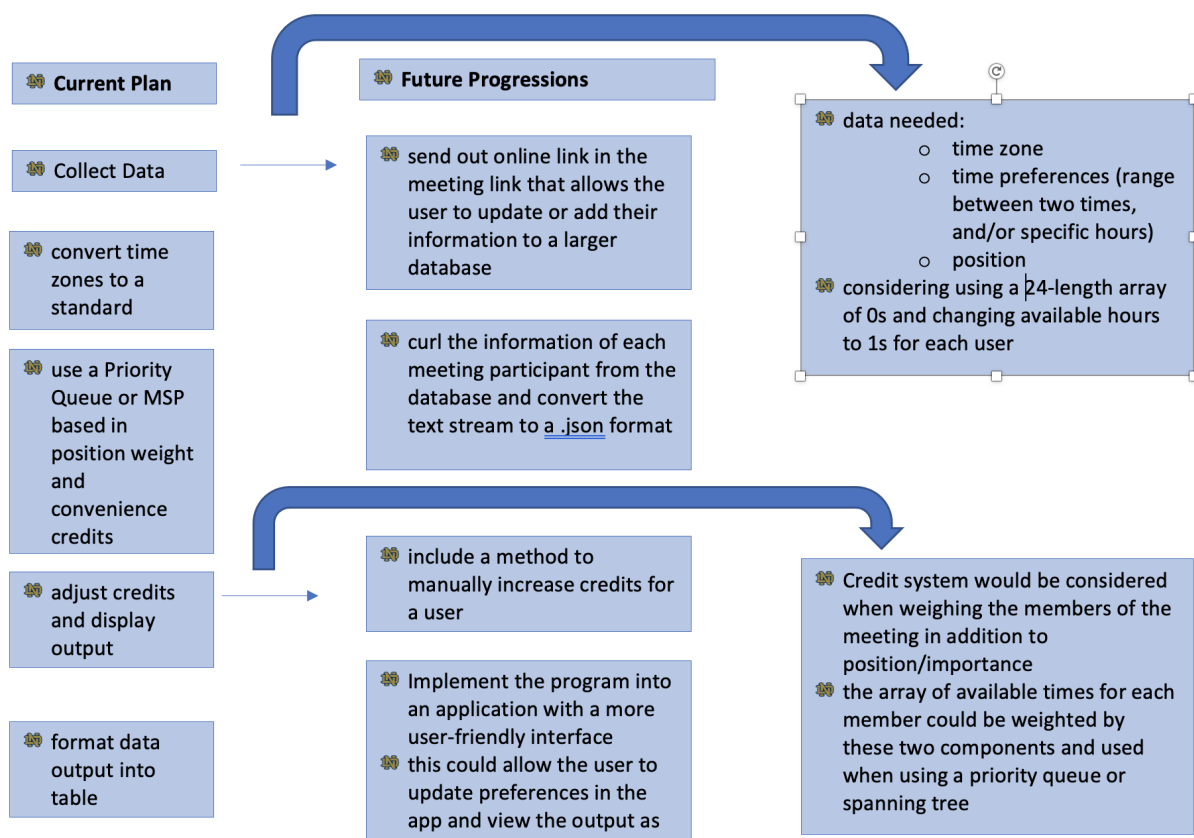 Current Plan
Collect Data
convert time
zones to a
standard
use a Priority
Queue or MSP
based in
position weight
and
convenience
credits
adjust credits
and display
output
format data
output into
table
Future Progressions
send out online link in the
meeting link that allows the
user to update or add their
information to a larger
database
curl the information of each
meeting participant from the
database and convert the
text stream to a .json format
include a method to
manually increase credits for
a user
Implement the program into
an application with a more
user-friendly interface
this could allow the user to
update preferences in the
app and view the output as
data needed:
o time zone
o time preferences (range
between two times,
and/or specific hours)
o position
considering using a 24-length array
of 0s and changing available hours
to 1s for each user
Credit system would be considered
when weighing the members of the
meeting in addition to
position/importance
the array of available times for each
member could be weighted by
these two components and used
when using a priority queue or
spanning tree